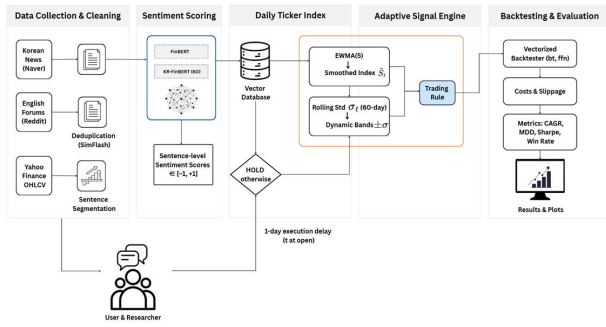 Data Collection & Cleaning
Sentiment Scoring
Daily Ticker Index
Adaptive Signal Engine
Backtesting & Evaluation
Korean
News
(Naver)
English
Forums
(Reddit)
Deduplication
(SimFlash)
Yahoo
Finance
OHLCV
Sentence
Segmentation
FinBERT
KR-FinBERT (KD)
Sentence-level
Sentiment Scores
∈ [−1, +1]
Vector
Database
HOLD
otherwise
1-day execution delay
(t at open)
EWMA(5)
Smoothed Index S̃t
Rolling Std σt (60-day)
Dynamic Bands ±σ
Trading
Rule
Vectorized
Backtester (bt, ffn)
Costs & Slippage
Metrics: CAGR,
MDD, Sharpe,
Win Rate
Results & Plots
User & Researcher